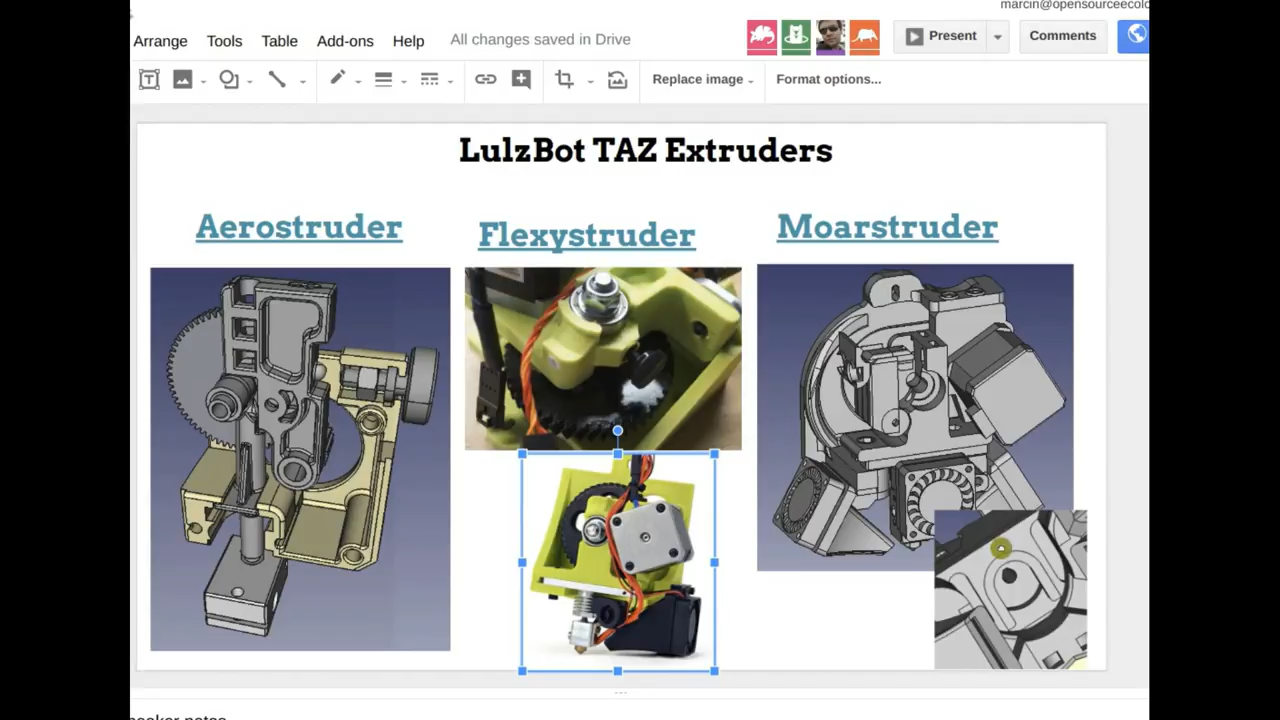 marcin@opensourceecolo
Arrange Tools Table Add-ons Help All changes saved in Drive
Present Comments
Replace image Format options...
LulzBot TAZ Extruders
Aerostruder Flexystruder Moarstruder